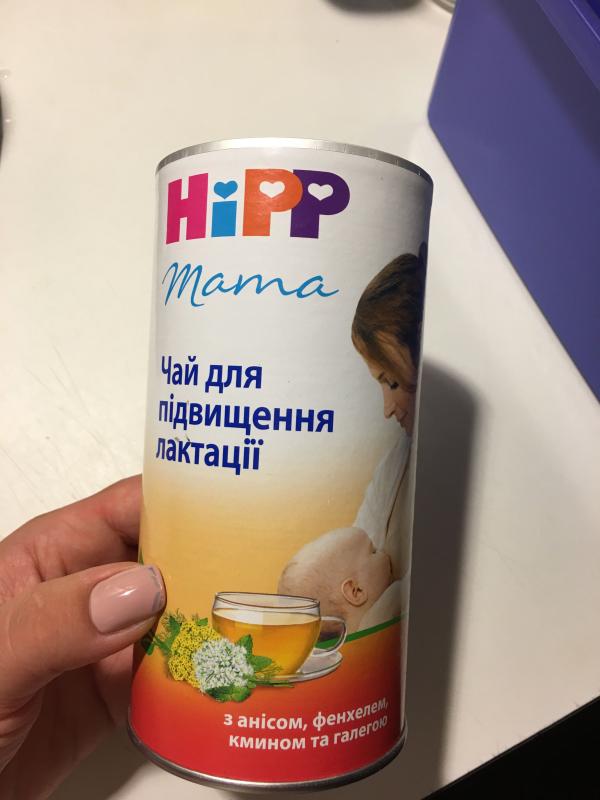 HiPP
Mama
Чай для
підвищення
лактації
з анісом, фенхелем,
кмином та галегою